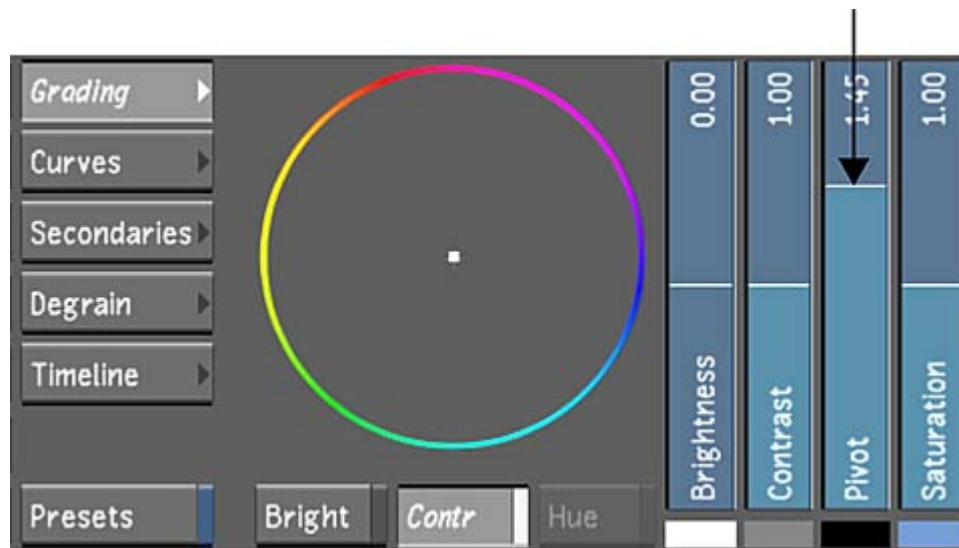 Grading
Curves
Secondaries
Degrain
Timeline
Presets
Bright
Contr
Hue
0.00
Brightness
1.00
Contrast
1.45
Pivot
1.00
Saturation